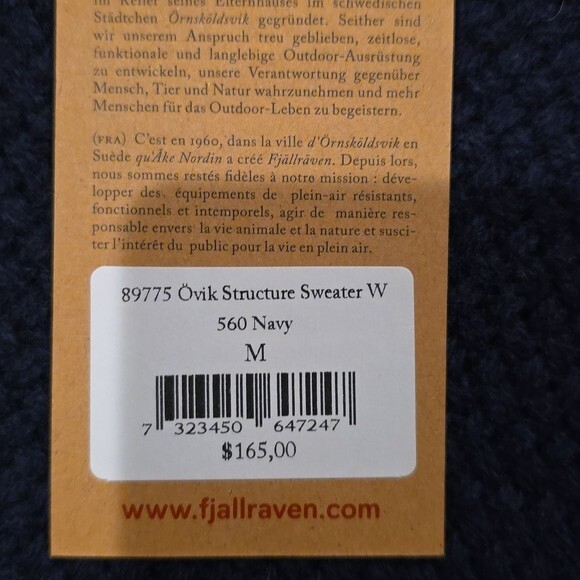 im Keller seines Elternhauses im schwedischen
Städtchen Örnsköldsvik gegründet. Seither sind
wir unserem Anspruch treu geblieben, zeitlose,
funktionale und langlebige Outdoor-Ausrüstung
zu entwickeln, unsere Verantwortung gegenüber
Mensch, Tier und Natur wahrzunehmen und mehr
Menschen für das Outdoor-Leben zu begeistern.
(FRA) C'est en 1960, dans la ville d'Örnsköldsvik en
Suède qu'Åke Nordin a créé Fjällräven. Depuis lors,
nous sommes restés fidèles à notre mission : déve-
lopper des équipements de plein-air résistants,
fonctionnels et intemporels, agir de manière res-
ponsable envers la vie animale et la nature et susci-
ter l'intérêt du public pour la vie en plein air.
89775 Övik Structure Sweater W
560 Navy
M
7 323450 647247
$165,00
www.fjallraven.com